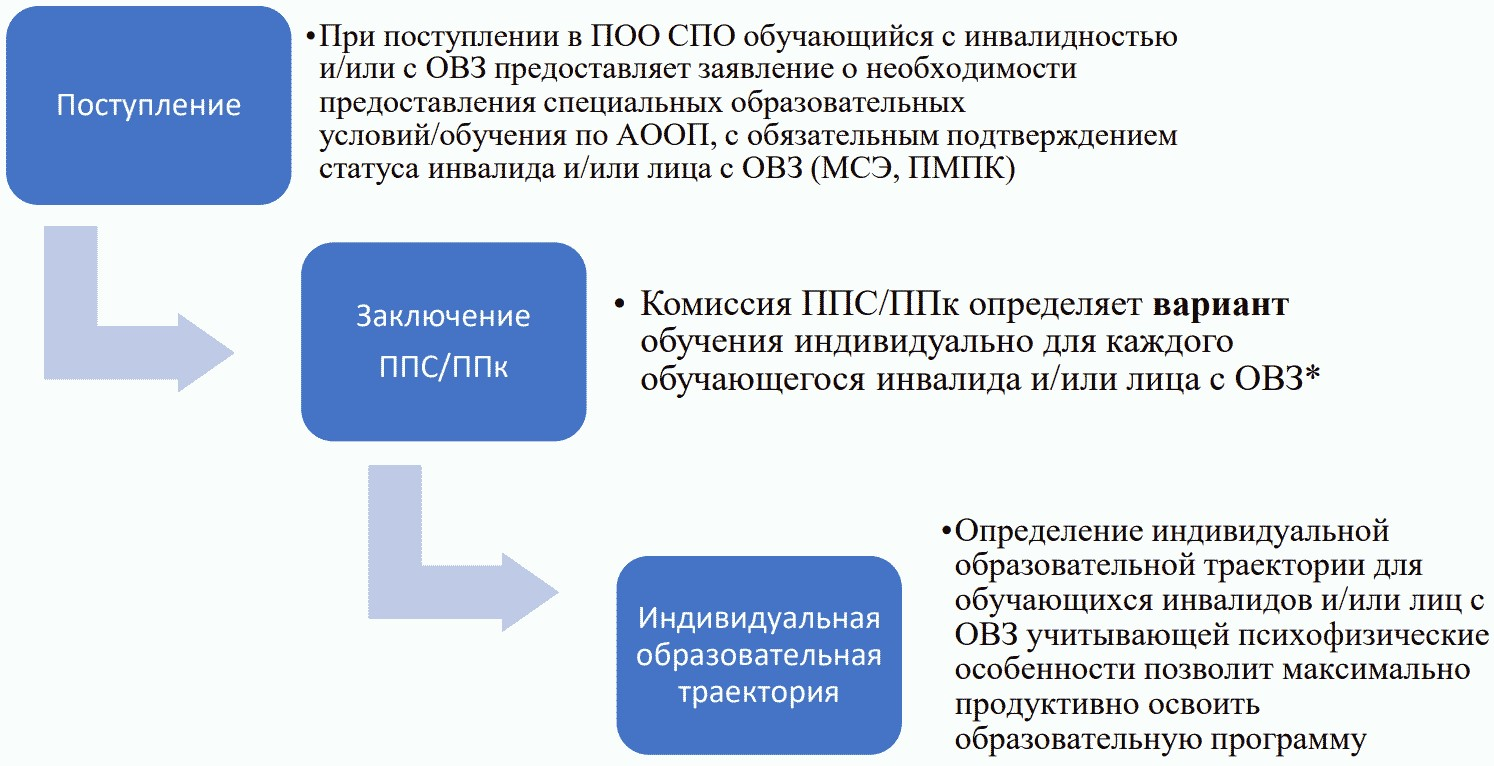 Поступление
•При поступлении в ПОО СПО обучающийся с инвалидностью
и/или с ОВЗ предоставляет заявление о необходимости
предоставления специальных образовательных
условий/обучения по АООП, с обязательным подтверждением
статуса инвалида и/или лица с ОВЗ (МСЭ, ПМПК)
Заключение
ППС/ППк
• Комиссия ППС/ППк определяет вариант
обучения индивидуально для каждого
обучающегося инвалида и/или лица с ОВЗ*
Индивидуальная
образовательная
траектория
•Определение индивидуальной
образовательной траектории для
обучающихся инвалидов и/или лиц с
ОВЗ учитывающей психофизические
особенности позволит максимально
продуктивно освоить
образовательную программу